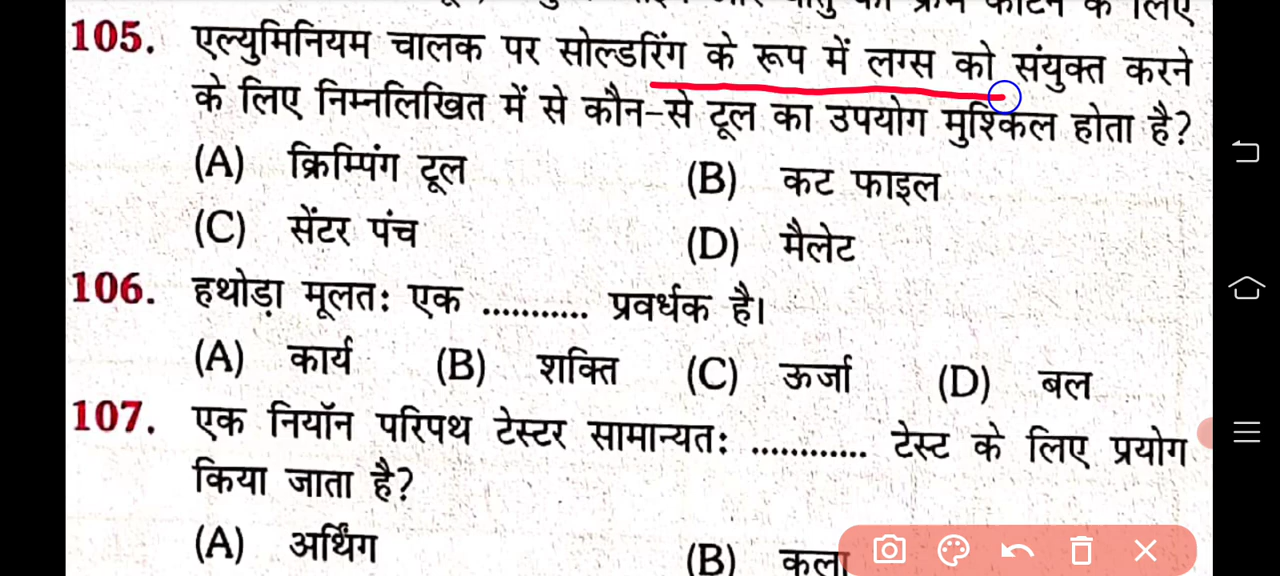 105. एल्युमिनियम चालक पर सोल्डरिंग के रूप में लग्स को संयुक्त करने
के लिए निम्नलिखित में से कौन-से टूल का उपयोग मुश्किल होता है?
(A) क्रिम्पिंग टूल (B) कट फाइल
(C) सेंटर पंच (D) मैलेट
106. हथोड़ा मूलतः एक ........... प्रवर्धक है।
(A) कार्य (B) शक्ति (C) ऊर्जा (D) बल
107. एक नियॉन परिपथ टेस्टर सामान्यतः ............ टेस्ट के लिए प्रयोग
किया जाता है?
(A) अर्थिंग (B)